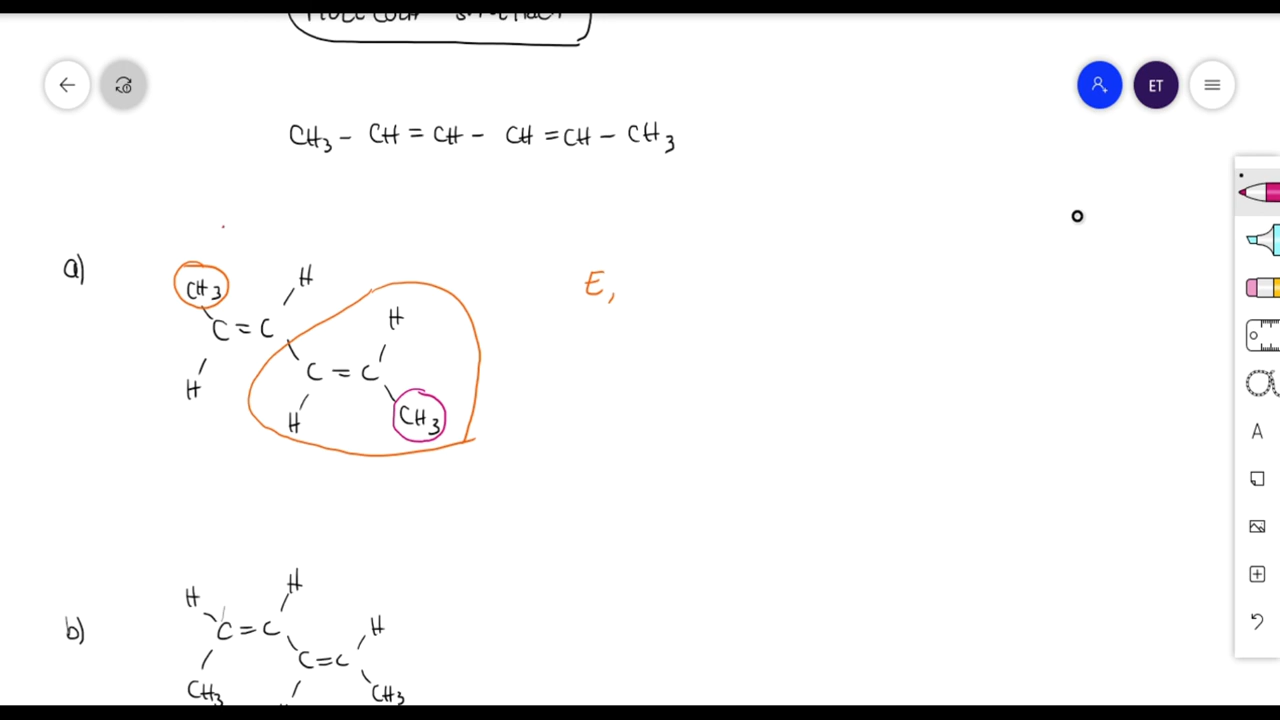 ET
CH3 - CH = CH - CH = CH - CH3
a)
CH3
H
C = C
H
E,
H
C = C
H
CH3
b)
H
H
C = C
H
C = C
CH3
CH3
A